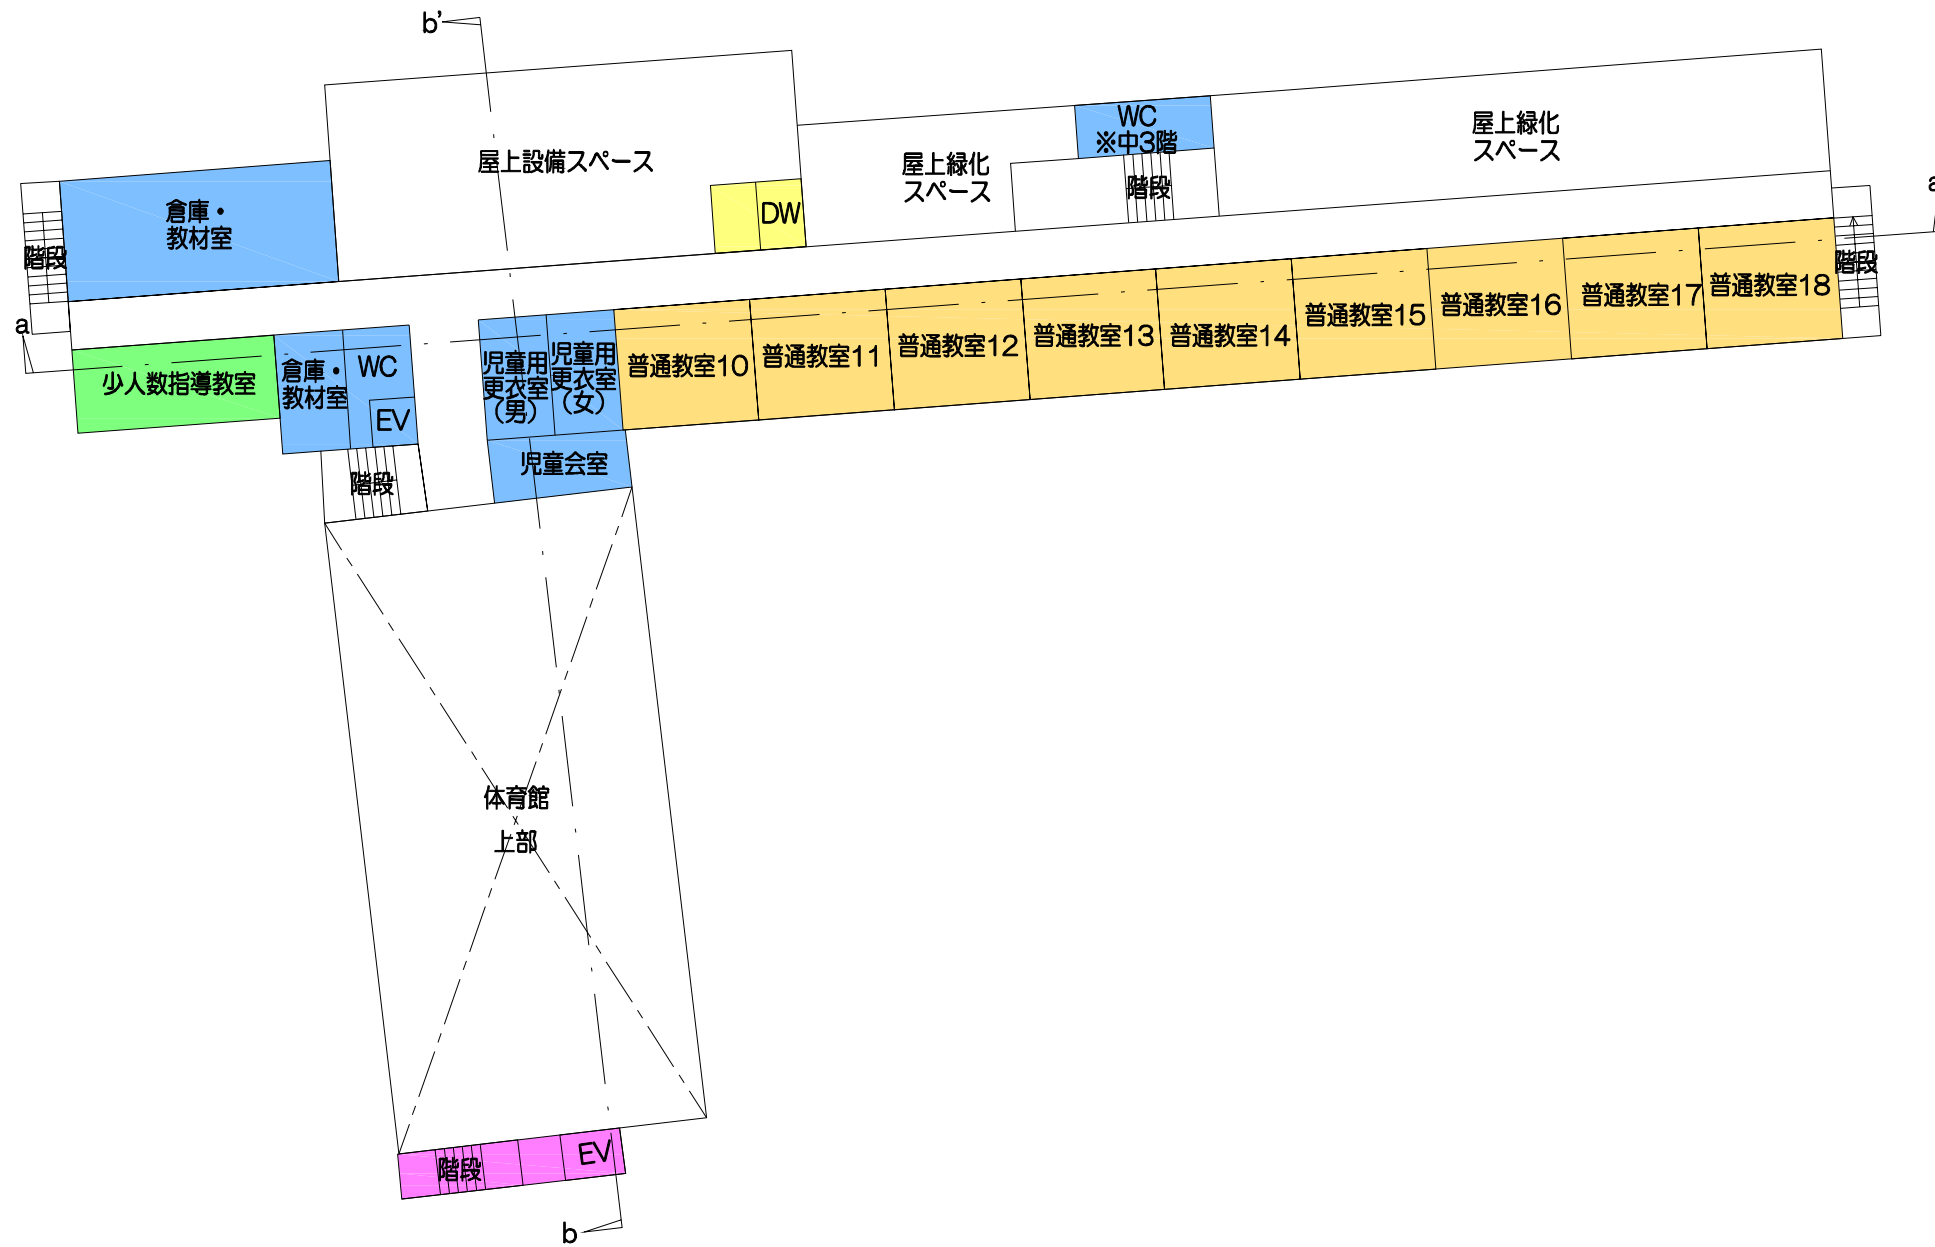 b’
屋上設備スペース
DW
屋上緑化
スペース
WC
※中3階
階段
屋上緑化
スペース
a
倉庫・
教材室
階段
a
少人数指導教室
倉庫・
教材室
WC
EV
階段
児童用
更衣室
（男）
児童用
更衣室
（女）
児童会室
普通教室10
普通教室11
普通教室12
普通教室13
普通教室14
普通教室15
普通教室16
普通教室17
普通教室18
階段
体育館
上部
階段
EV
b